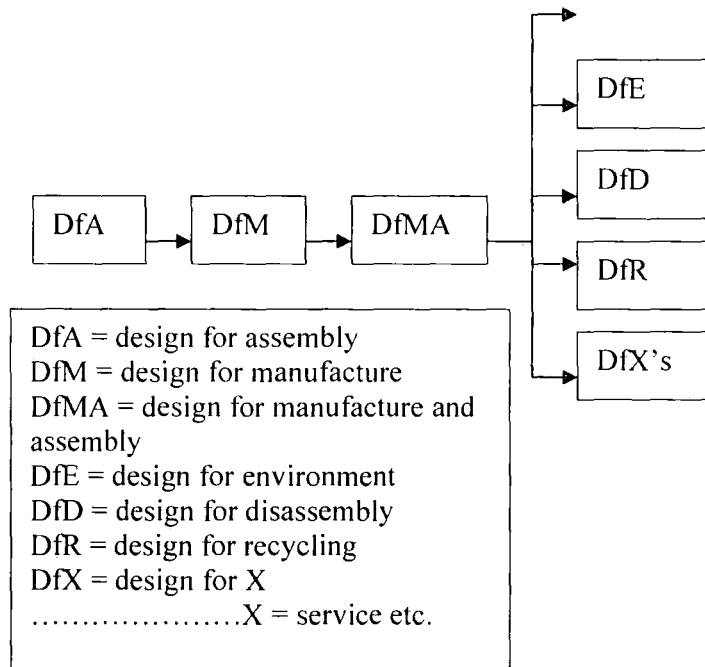 DfE
DfD
DfA DfM DfMA
DfR
DfX's
DfA = design for assembly
DfM = design for manufacture
DfMA = design for manufacture and
assembly
DfE = design for environment
DfD = design for disassembly
DfR = design for recycling
DfX = design for X
.....................X = service etc.